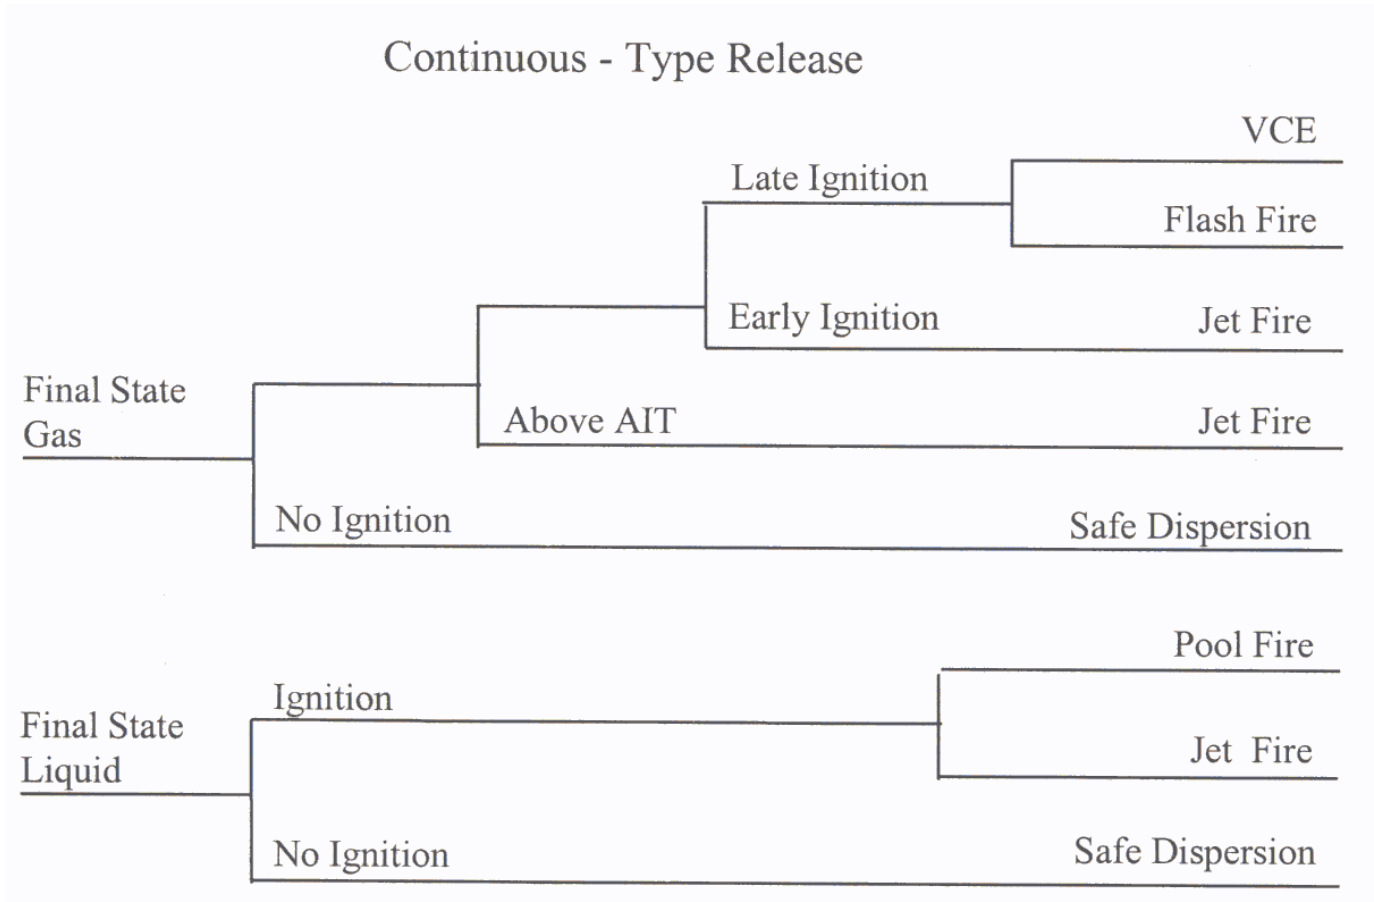 Continuous - Type Release
VCE
Late Ignition
Flash Fire
Early Ignition
Jet Fire
Final State
Gas
Above AIT
Jet Fire
No Ignition
Safe Dispersion
Pool Fire
Ignition
Final State
Liquid
Jet Fire
No Ignition
Safe Dispersion